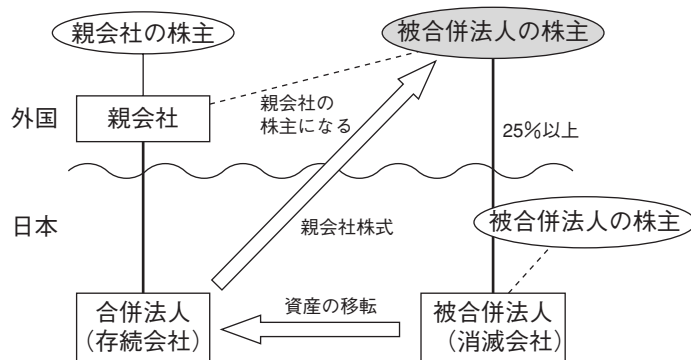 親会社の株主
被合併法人の株主
外国
親会社
親会社の
株主になる
25%以上
日本
被合併法人の株主
親会社株式
合併法人
(存続会社)
資産の移転
被合併法人
(消滅会社)